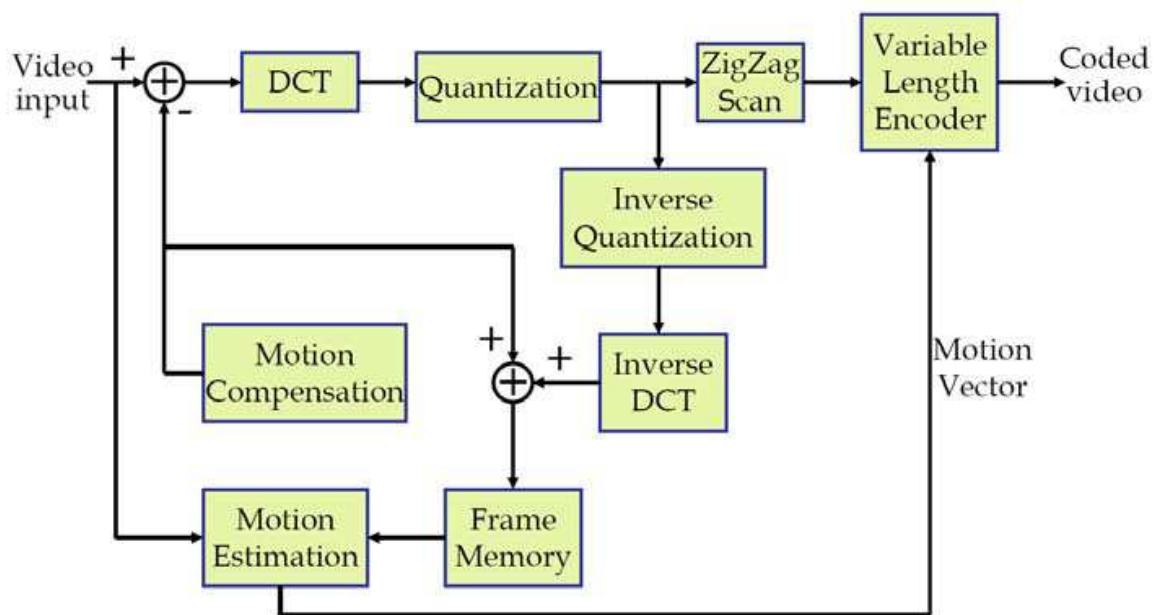 Video
input
+
+
-
DCT
Quantization
ZigZag
Scan
Variable
Length
Encoder
Coded
video
Inverse
Quantization
Motion
Compensation
+
+
+
Inverse
DCT
Motion
Vector
Motion
Estimation
Frame
Memory